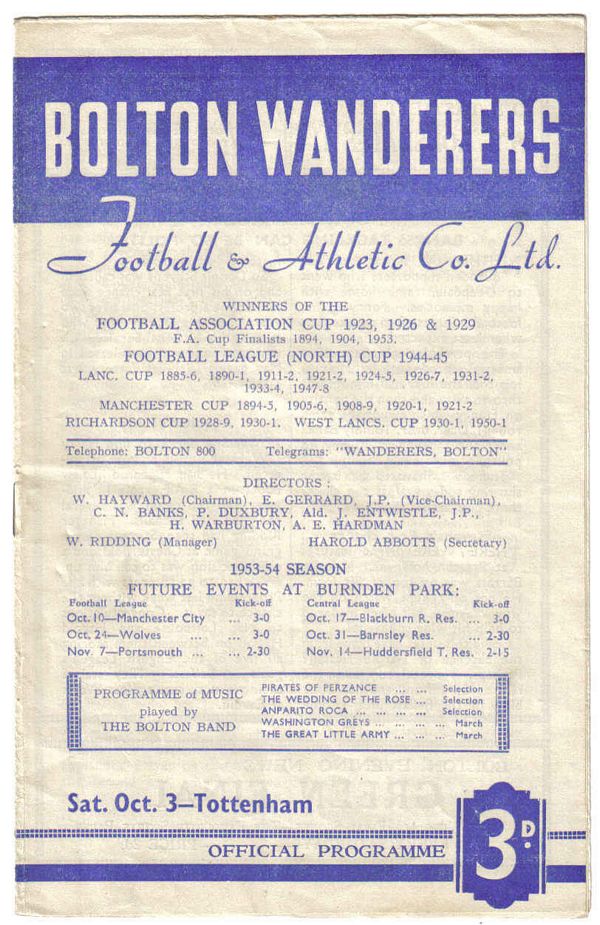 BOLTON WANDERERS
Football & Athletic Co. Ltd.
WINNERS OF THE
FOOTBALL ASSOCIATION CUP 1923, 1926 & 1929
F.A. Cup Finalists 1894, 1904, 1953.
FOOTBALL LEAGUE (NORTH) CUP 1944-45
LANC. CUP 1885-6, 1890-1, 1911-2, 1921-2, 1924-5, 1926-7, 1931-2,
1933-4, 1947-8
MANCHESTER CUP 1894-5, 1905-6, 1908-9, 1920-1, 1921-2
RICHARDSON CUP 1928-9, 1930-1. WEST LANCS. CUP 1930-1, 1950-1
Telephone: BOLTON 800 Telegrams: "WANDERERS, BOLTON"
DIRECTORS :
W. HAYWARD (Chairman), E. GERRARD, J.P. (Vice-Chairman),
C. N. BANKS, P. DUXBURY, Ald. J. ENTWISTLE, J.P.,
H. WARBURTON, A. E. HARDMAN
W. RIDDING (Manager) HAROLD ABBOTTS (Secretary)
1953-54 SEASON
FUTURE EVENTS AT BURNDEN PARK:
Football League Kick-off Central League Kick-off
Oct. 10—Manchester City ... 3-0 Oct. 17—Blackburn R. Res. ... 3-0
Oct. 24—Wolves ... ... 3-0 Oct. 31—Barnsley Res. ... 2-30
Nov. 7—Portsmouth ... ... 2-30 Nov. 14—Huddersfield T. Res. 2-15
PROGRAMME of MUSIC
played by
THE BOLTON BAND
PIRATES OF PERZANCE ... ... Selection
THE WEDDING OF THE ROSE ... Selection
ANPARITO ROCA ... ... ... ... Selection
WASHINGTON GREYS ... ... ... March
THE GREAT LITTLE ARMY ... ... March
Sat. Oct. 3—Tottenham
OFFICIAL PROGRAMME
3D.